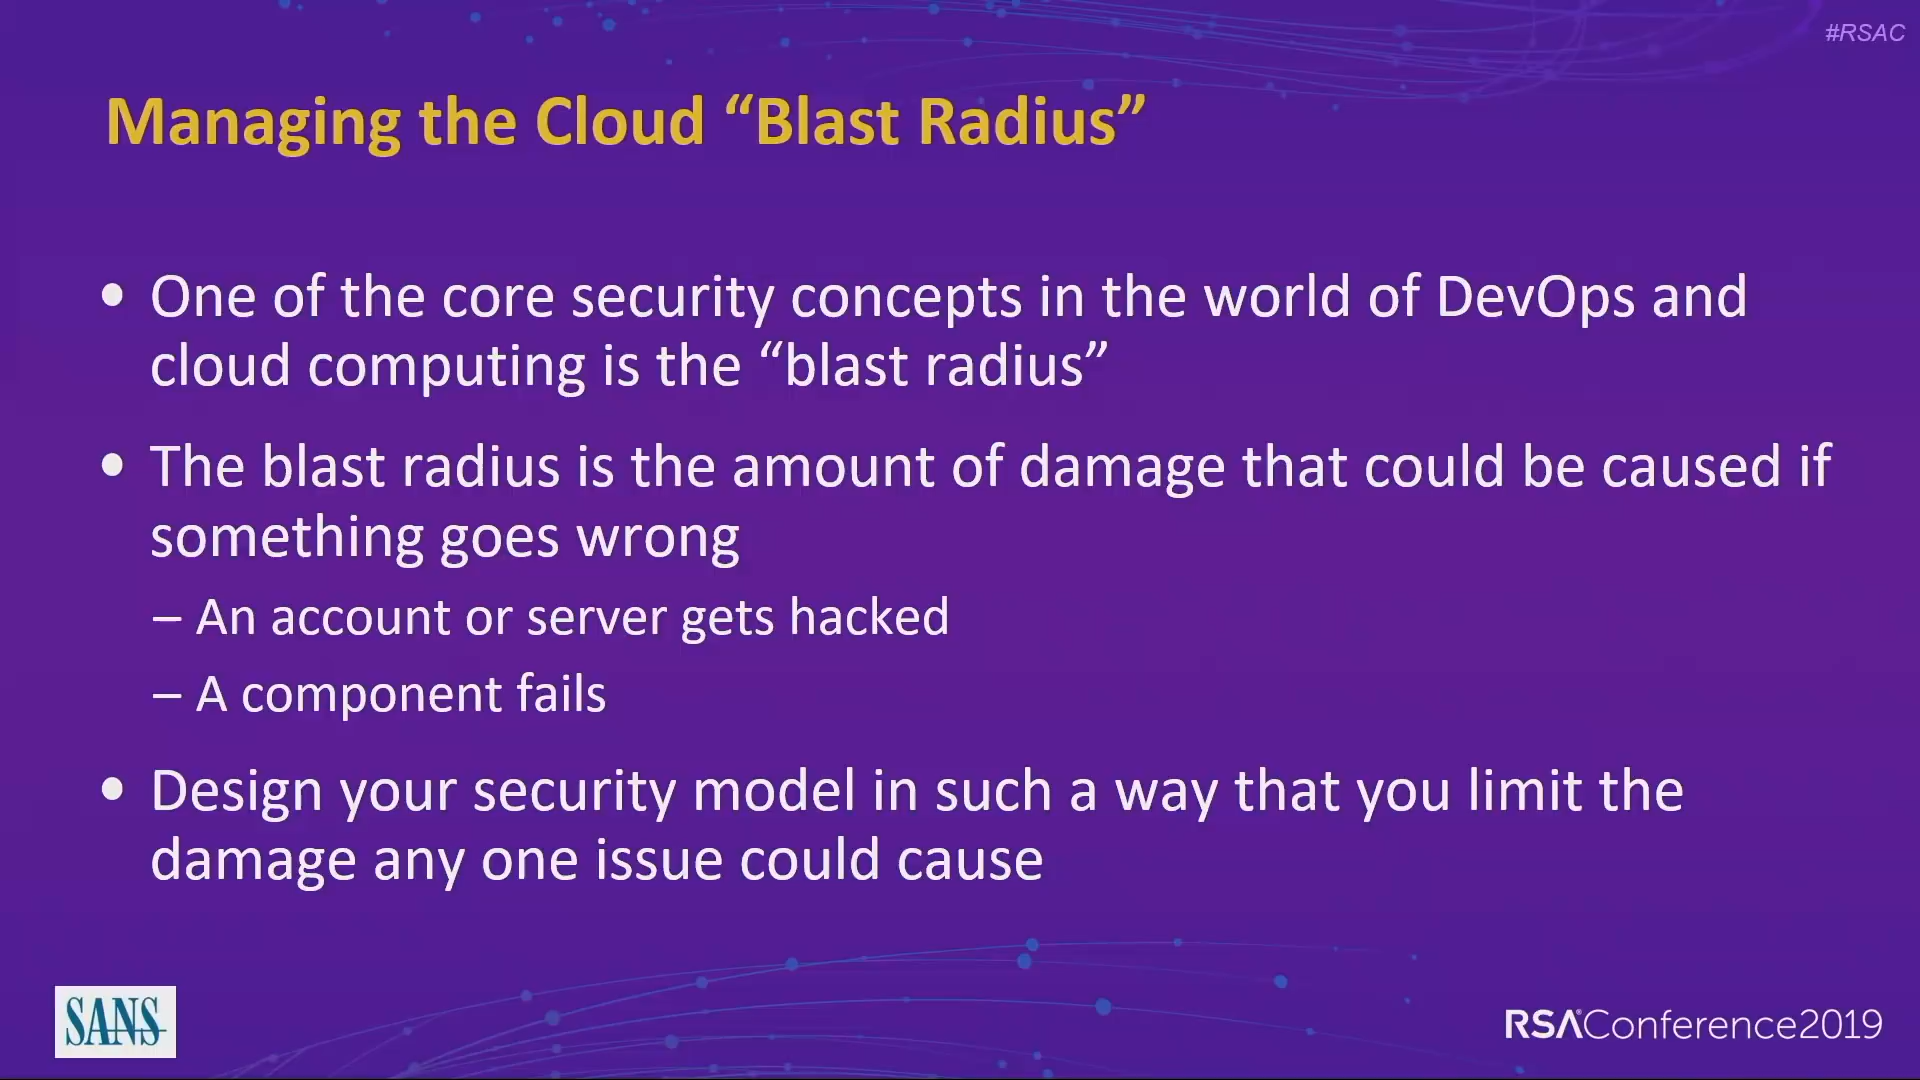 #RSAC
Managing the Cloud “Blast Radius”
• One of the core security concepts in the world of DevOps and
cloud computing is the “blast radius”
• The blast radius is the amount of damage that could be caused if
something goes wrong
– An account or server gets hacked
– A component fails
• Design your security model in such a way that you limit the
damage any one issue could cause
SANS
RSAConference2019